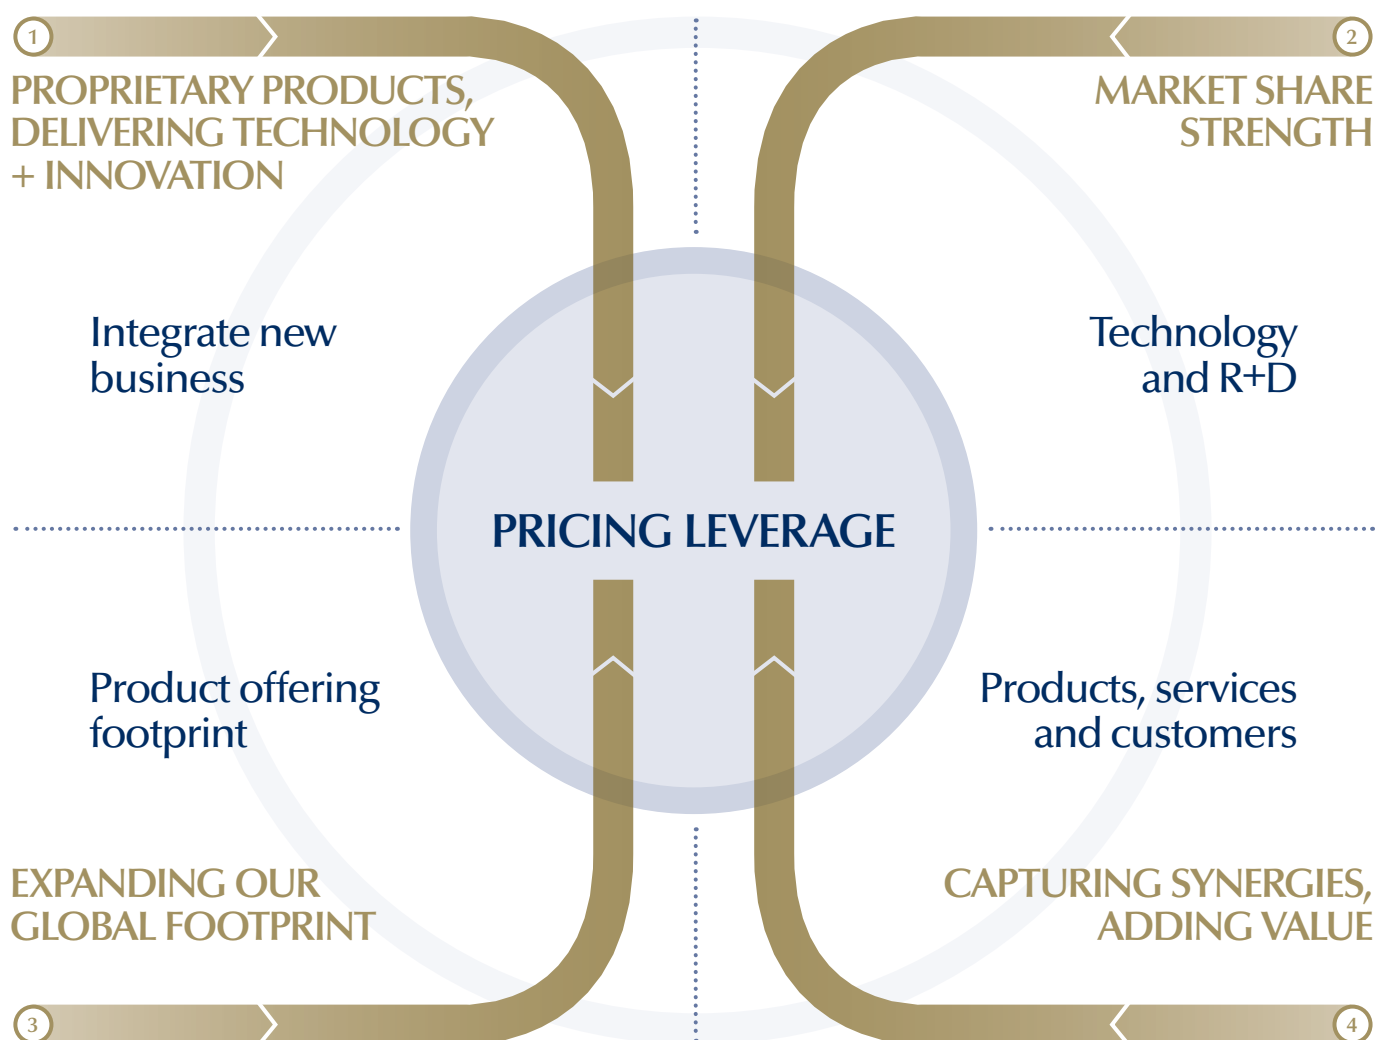 1
PROPRIETARY PRODUCTS,
DELIVERING TECHNOLOGY
+ INNOVATION
Integrate new
business
2
MARKET SHARE
STRENGTH
Technology
and R+D
PRICING LEVERAGE
Product offering
footprint
EXPANDING OUR
GLOBAL FOOTPRINT
3
Products, services
and customers
CAPTURING SYNERGIES,
ADDING VALUE
4